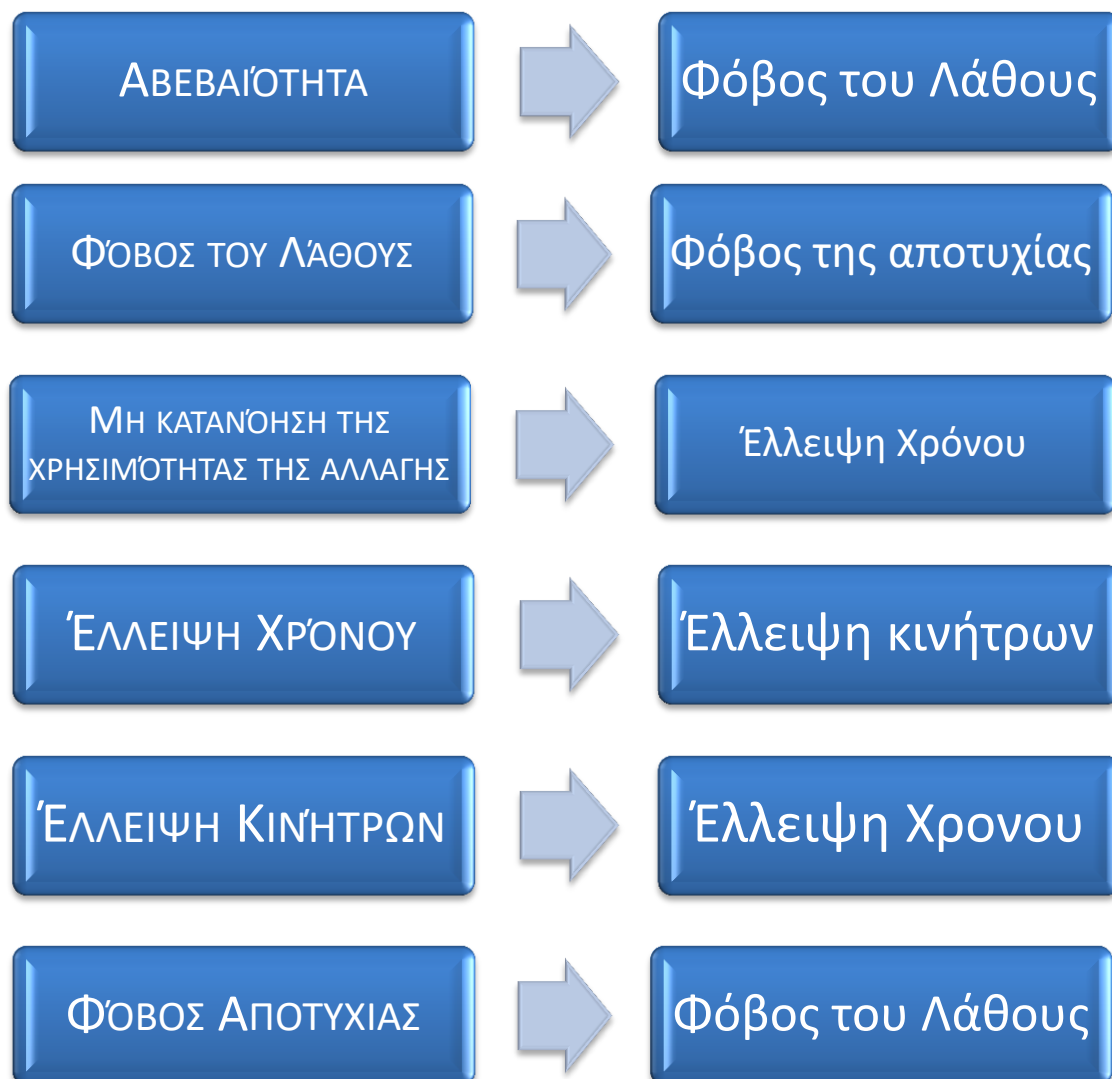 ΑΒΕΒΑΙΌΤΗΤΑ
Φόβος του Λάθους
ΦΌΒΟΣ ΤΟΥ ΛΆΘΟΥΣ
Φόβος της αποτυχίας
ΜΗ ΚΑΤΑΝΌΗΣΗ ΤΗΣ
ΧΡΗΣΙΜΌΤΗΤΑΣ ΤΗΣ ΑΛΛΑΓΗΣ
Έλλειψη Χρόνου
ΈΛΛΕΙΨΗ ΧΡΌΝΟΥ
Έλλειψη κινήτρων
ΈΛΛΕΙΨΗ ΚΙΝΉΤΡΩΝ
Έλλειψη Χρονου
ΦΌΒΟΣ ΑΠΟΤΥΧΙΑΣ
Φόβος του Λάθους